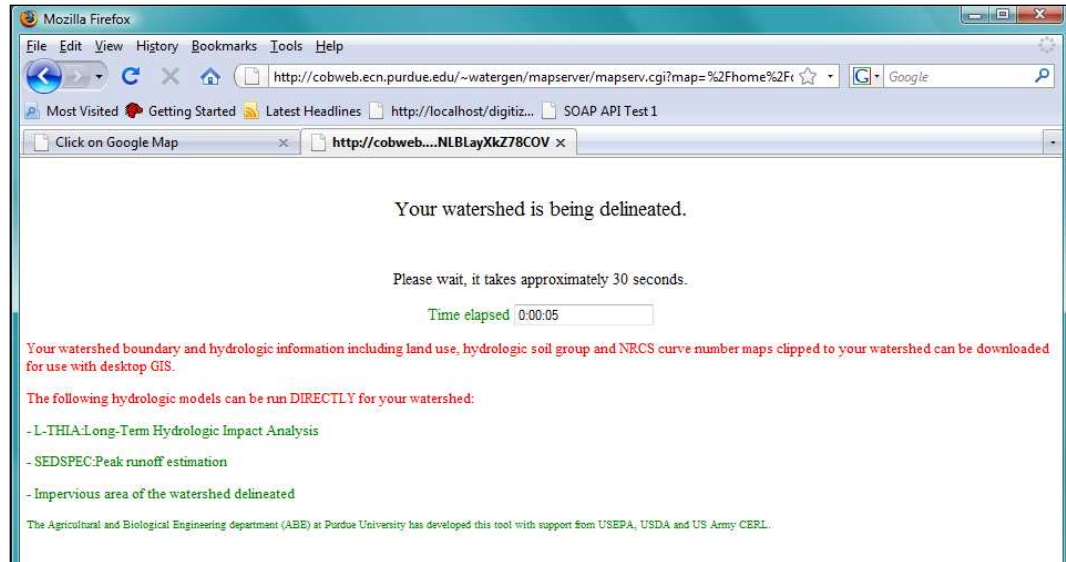 Mozilla Firefox
File Edit View History Bookmarks Tools Help
http://cobweb.ecn.purdue.edu/~watergen/mapserver/mapserv.cgi?map=%2Fhome%2F
Google
Most Visited Getting Started Latest Headlines http://localhost/digitiz... SOAP API Test 1
Click on Google Map http://cobweb....NLBLayXkZ78COV
Your watershed is being delineated.
Please wait, it takes approximately 30 seconds.
Time elapsed 0:00:05
Your watershed boundary and hydrologic information including land use, hydrologic soil group and NRCS curve number maps clipped to your watershed can be downloaded
for use with desktop GIS.
The following hydrologic models can be run DIRECTLY for your watershed:
- L-THIA:Long-Term Hydrologic Impact Analysis
- SEDSPEC:Peak runoff estimation
- Impervious area of the watershed delineated
The Agricultural and Biological Engineering department (ABE) at Purdue University has developed this tool with support from USEPA, USDA and US Army CERL.